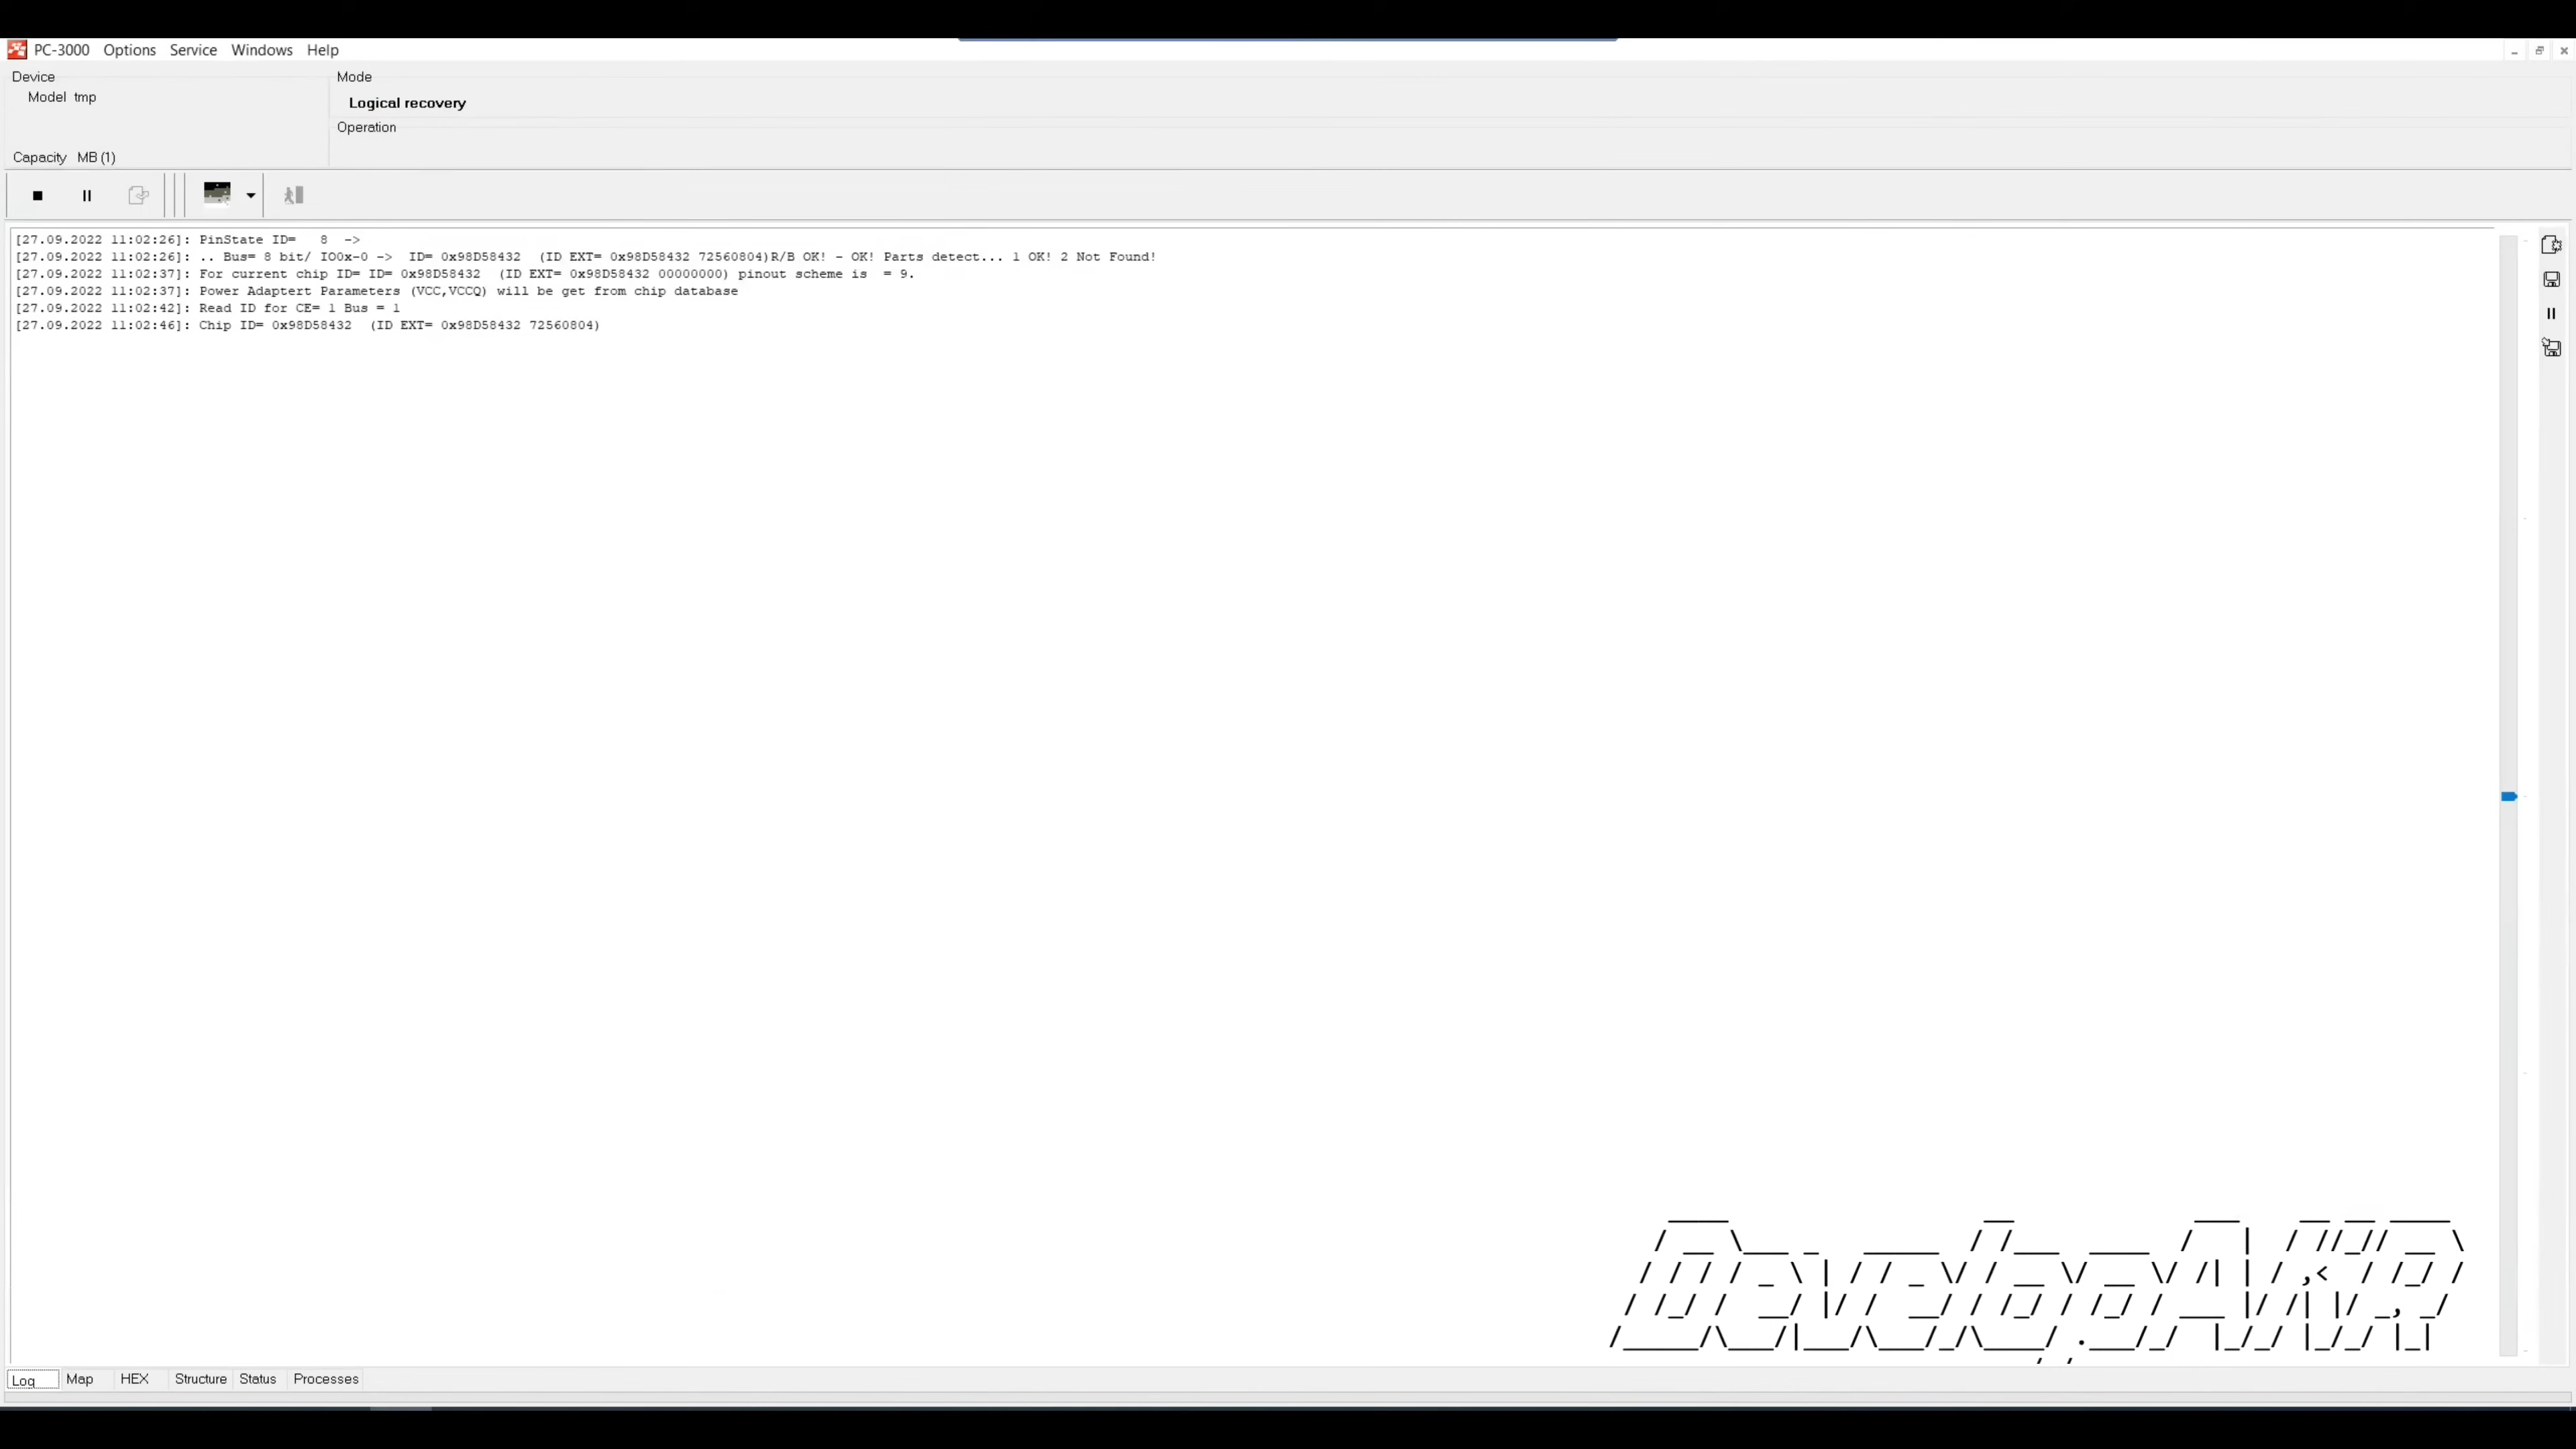 PC-3000 Options Service Windows Help
Device
Mode
Model tmp
Logical recovery
Operation
Capacity MB (1)
[27.09.2022 11:02:26]: PinState ID=   8  ->
[27.09.2022 11:02:26]: .. Bus= 8 bit/ IO0x-0 ->  ID= 0x98D58432  (ID EXT= 0x98D58432 72560804)R/B OK! - OK! Parts detect... 1 OK! 2 Not Found!
[27.09.2022 11:02:37]: For current chip ID= ID= 0x98D58432  (ID EXT= 0x98D58432 00000000) pinout scheme is  = 9.
[27.09.2022 11:02:37]: Power Adaptert Parameters (VCC,VCCQ) will be get from chip database
[27.09.2022 11:02:42]: Read ID for CE= 1 Bus = 1
[27.09.2022 11:02:46]: Chip ID= 0x98D58432  (ID EXT= 0x98D58432 72560804)
DevelopAKR
Log Map HEX Structure Status Processes